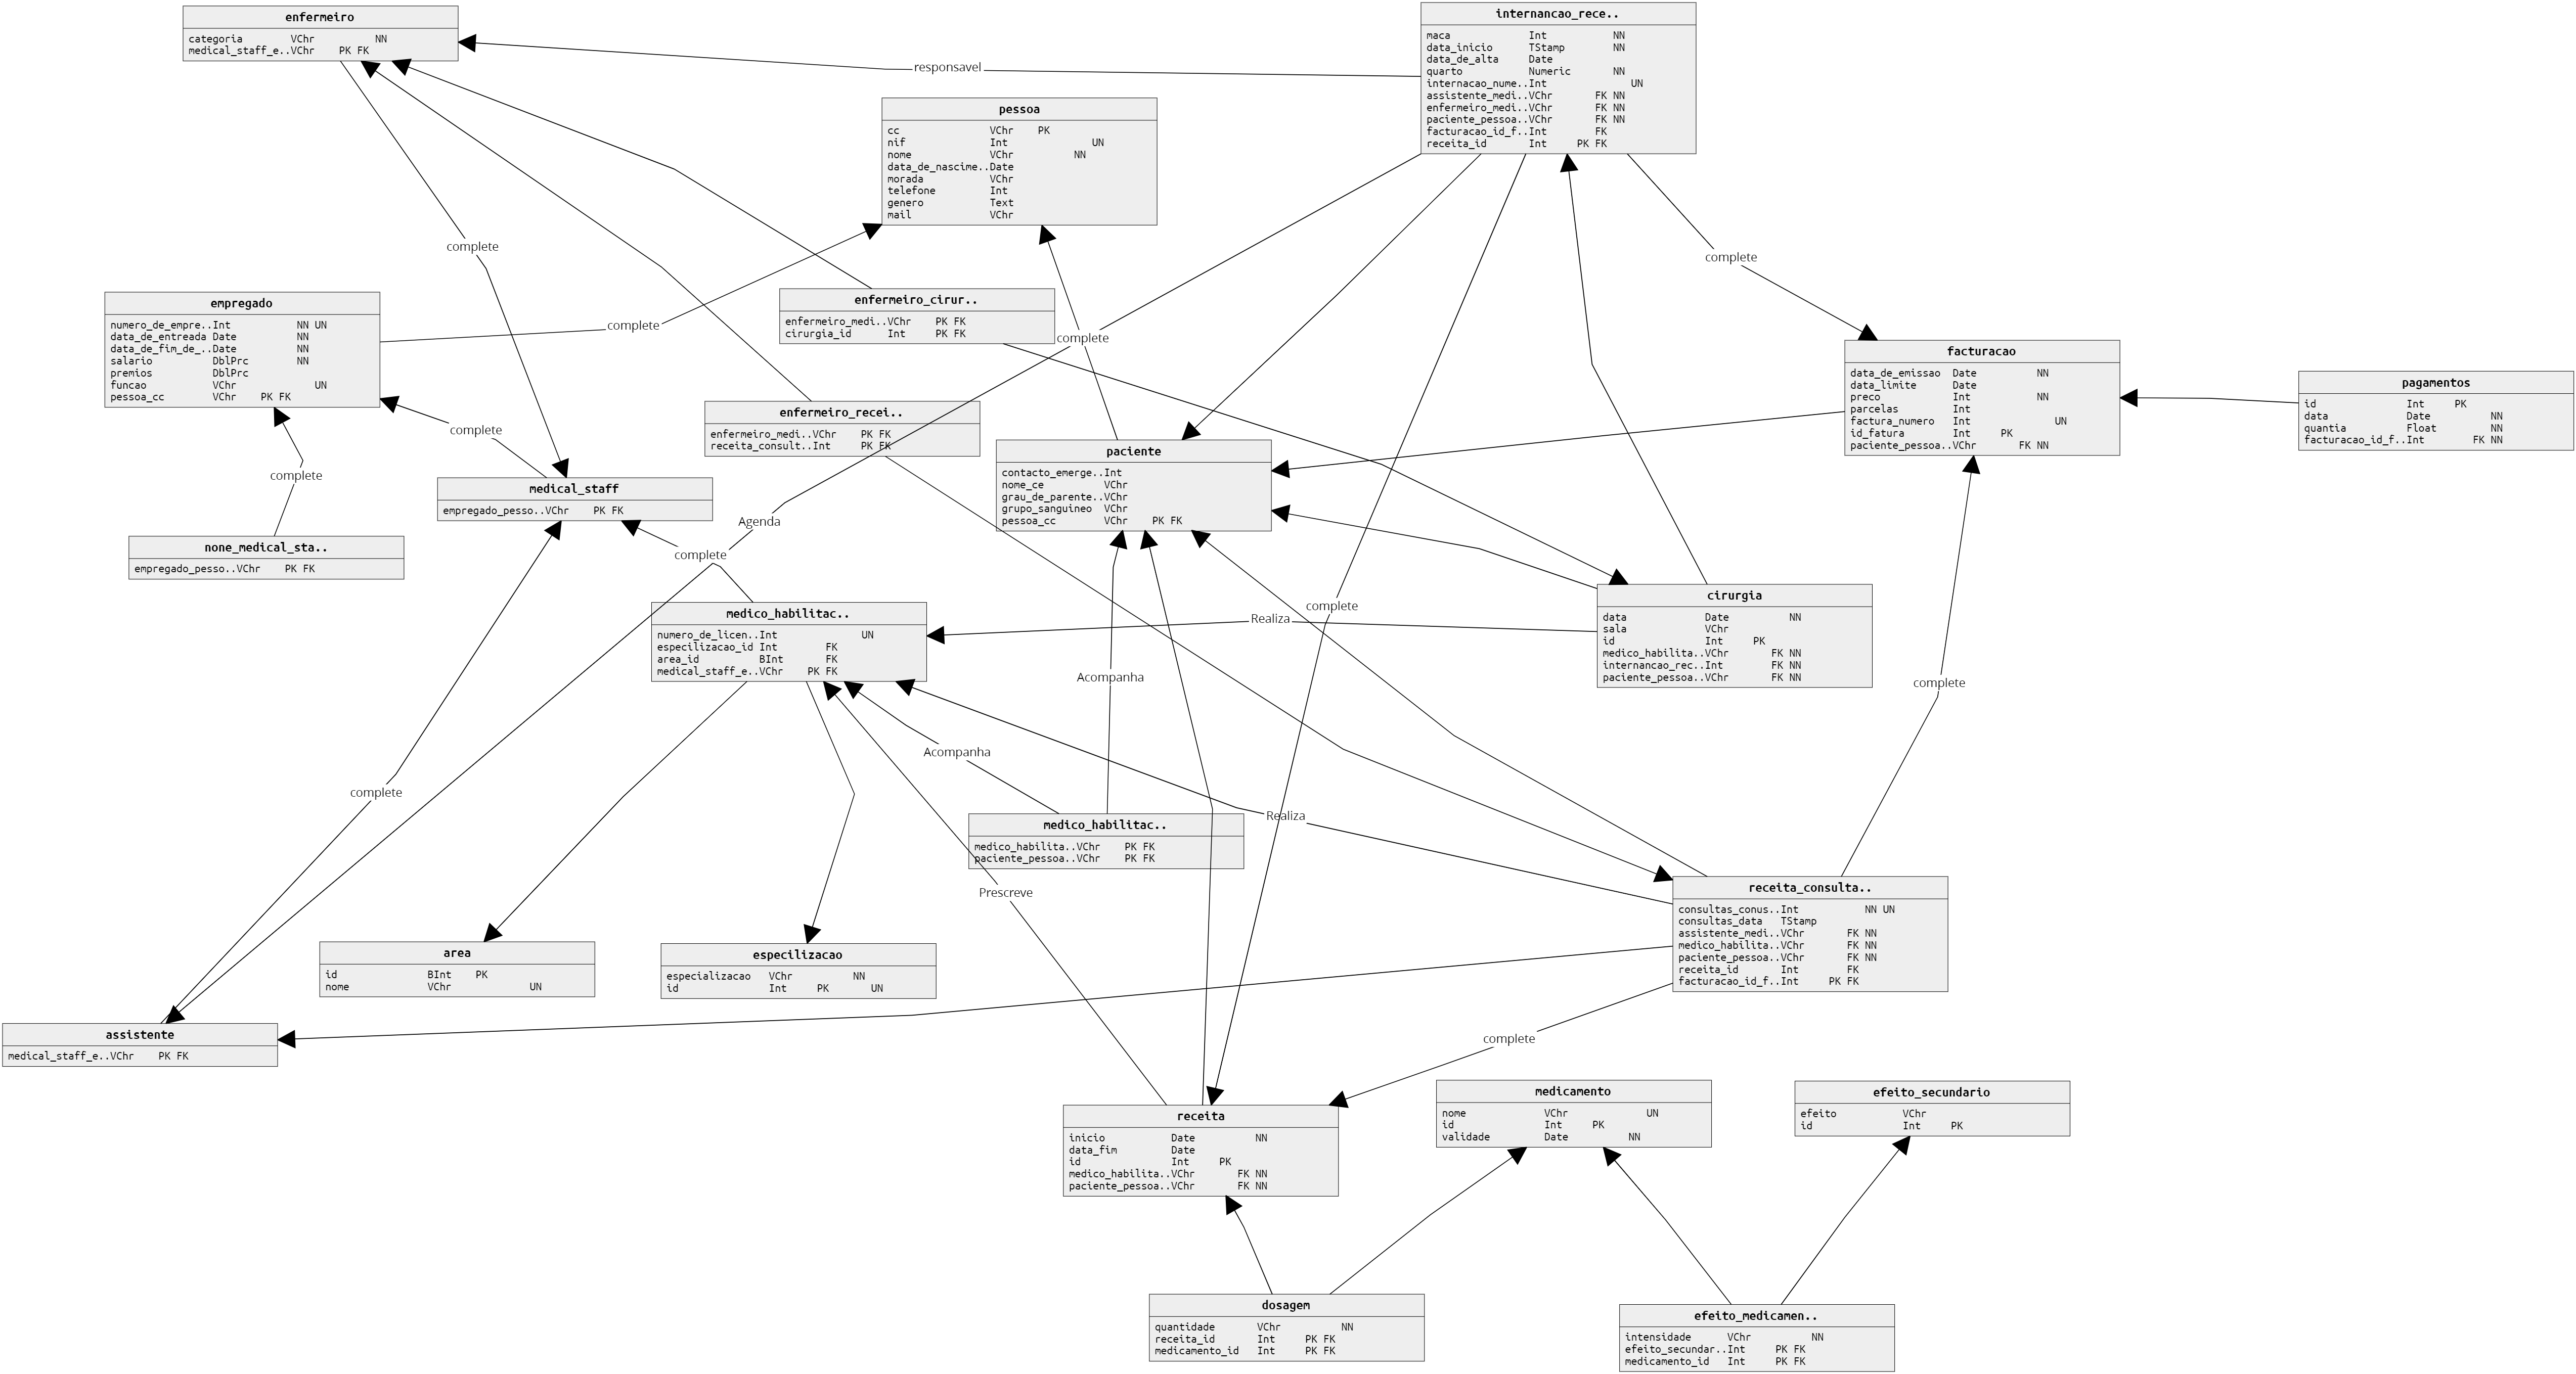 enfermeiro
categoria VChr NN
medical_staff_e..VChr PK FK
internancao_rece..
maca Int NN
data_inicio TStamp NN
data_de_alta Date
quarto Numeric NN
internacao_nume..Int UN
assistente_medi..VChr FK NN
enfermeiro_medi..VChr FK NN
paciente_pessoa..VChr FK NN
facturacao_id_f..Int FK
receita_id Int PK FK
responsavel
pessoa
cc VChr PK
nif Int UN
nome VChr NN
data_de_nascime..Date
morada VChr
telefone Int
genero Text
mail VChr
complete
complete
empregado
numero_de_empre..Int NN UN
data_de_entreada Date NN
data_de_fim_de_..Date NN
salario DblPrc NN
premios DblPrc
funcao VChr UN
pessoa_cc VChr PK FK
complete
enfermeiro_cirur..
enfermeiro_medi..VChr PK FK
cirurgia_id Int PK FK
complete
facturacao
data_de_emissao Date NN
data_limite Date
preco Int NN
parcelas Int
factura_numero Int UN
id_fatura Int PK
paciente_pessoa..VChr FK NN
pagamentos
id Int PK
data Date NN
quantia Float NN
facturacao_id_f..Int FK NN
enfermeiro_recei..
enfermeiro_medi..VChr PK FK
receita_consult..Int PK FK
complete
complete
paciente
contacto_emerge..Int
nome_ce VChr
grau_de_parente..VChr
grupo_sanguineo VChr
pessoa_cc VChr PK FK
medical_staff
empregado_pesso..VChr PK FK
Agenda
none_medical_sta..
empregado_pesso..VChr PK FK
complete
medico_habilitac..
numero_de_licen..Int UN
especilizacao_id Int FK
area_id BInt FK
medical_staff_e..VChr PK FK
complete
Realiza
cirurgia
data Date NN
sala VChr
id Int PK
medico_habilita..VChr FK NN
internancao_rec..Int FK NN
paciente_pessoa..VChr FK NN
Acompanha
complete
Acompanha
complete
Realiza
medico_habilitac..
medico_habilita..VChr PK FK
paciente_pessoa..VChr PK FK
Prescreve
receita_consulta..
consultas_conus..Int NN UN
consultas_data TStamp
assistente_medi..VChr FK NN
medico_habilita..VChr FK NN
paciente_pessoa..VChr FK NN
receita_id Int FK
facturacao_id_f..Int PK FK
area
id BInt PK
nome VChr UN
especilizacao
especialização VChr NN
id Int PK UN
assistente
medical_staff_e..VChr PK FK
complete
receita
inicio Date NN
data_fim Date
id Int PK
medico_habilita..VChr FK NN
paciente_pessoa..VChr FK NN
medicamento
nome VChr UN
id Int PK
validade Date NN
efeito_secundario
efeito VChr
id Int PK
dosagem
quantidade VChr NN
receita_id Int PK FK
medicamento_id Int PK FK
efeito_medicamen..
intensidade VChr NN
efeito_secundar..Int PK FK
medicamento_id Int PK FK